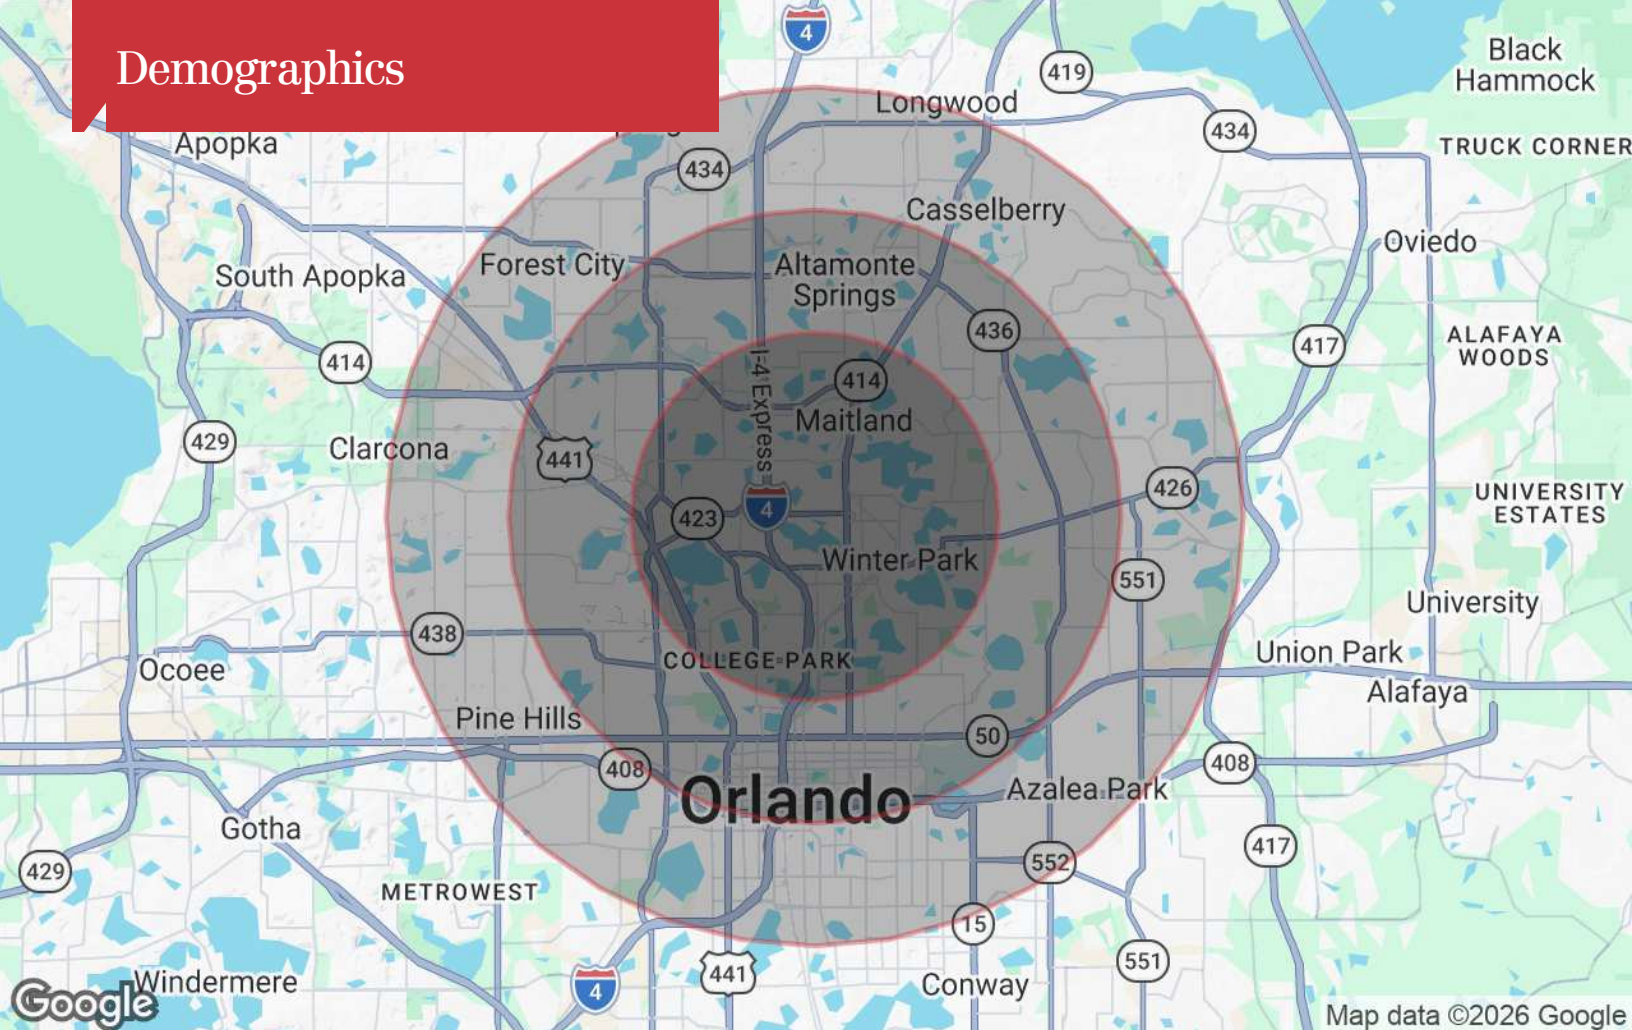 Demographics
4
419
Black
Hammock
Longwood
434
TRUCK CORNER
Apopka
434
Casselberry
Oviedo
Forest City
Altamonte
Springs
South Apopka
436
417
ALAFAYA
WOODS
414
I-4 Express
414
Maitland
429
Clarcona
441
426
UNIVERSITY
ESTATES
423
4
Winter Park
551
University
438
Union Park
Ocoee
COLLEGE PARK
Alafaya
Pine Hills
50
408
408
Orlando
Azalea Park
Gotha
417
429
552
METROWEST
15
441
551
Windermere
4
Conway
Google
Map data ©2026 Google